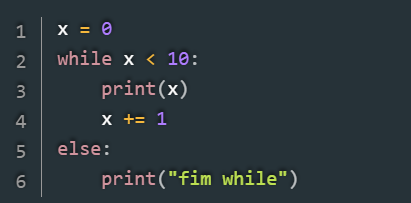 1 x = 0
2 while x < 10:
3     print(x)
4     x += 1
5 else:
6     print("fim while")